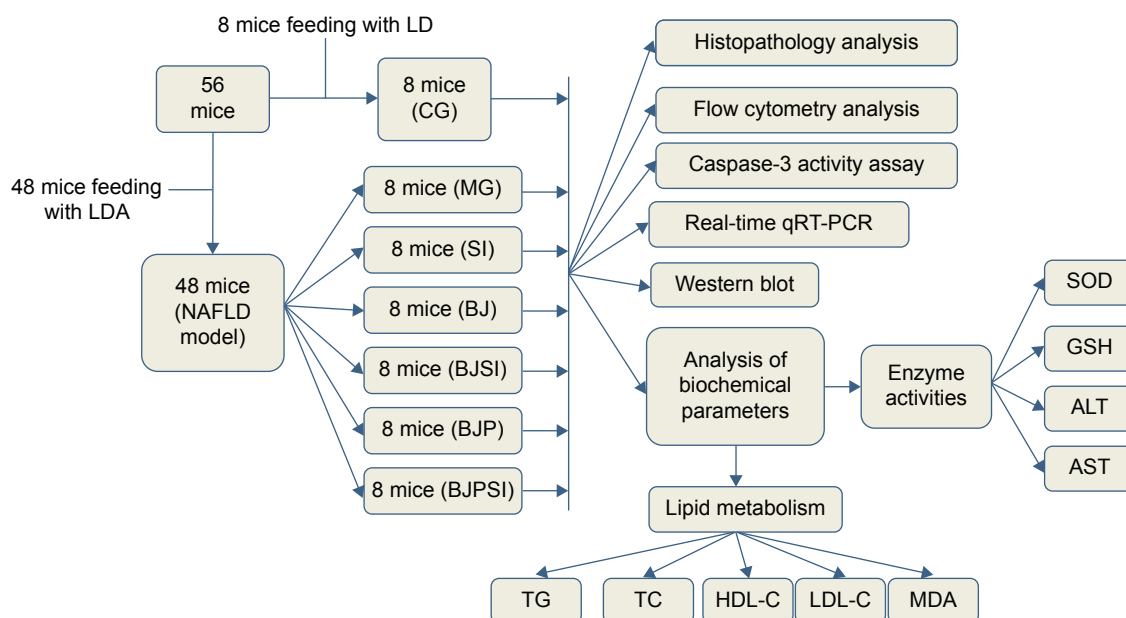 8 mice feeding with LD
56
mice
8 mice
(CG)
48 mice feeding
with LDA
48 mice
(NAFLD
model)
8 mice (MG)
8 mice (SI)
8 mice (BJ)
8 mice (BJSI)
8 mice (BJP)
8 mice (BJPSI)
Histopathology analysis
Flow cytometry analysis
Caspase-3 activity assay
Real-time qRT-PCR
Western blot
Analysis of
biochemical
parameters
Enzyme
activities
SOD
GSH
ALT
AST
Lipid metabolism
TG
TC
HDL-C
LDL-C
MDA